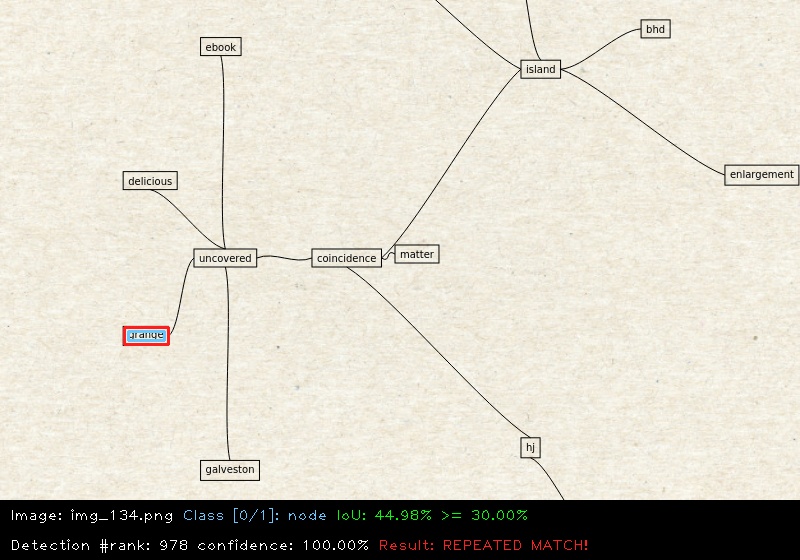 bhd
ebook
island
enlargement
delicious
matter
uncovered
coincidence
grange
hj
galveston
Image: img_134.png Class [0/1]: node IoU: 44.98% >= 30.00%
Detection #rank: 978 confidence: 100.00% Result: REPEATED MATCH!